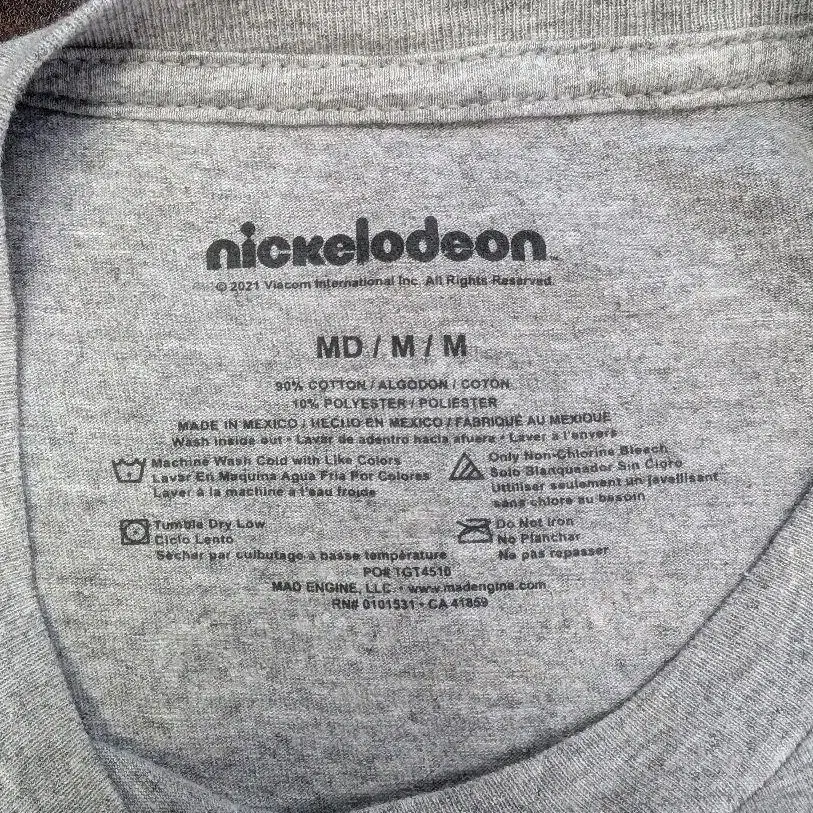 nickelodeon™
© 2021 Viacom International Inc. All Rights Reserved.
MD / M / M
90% COTTON / ALGODON / COTON
10% POLYESTER / POLIESTER
MADE IN MEXICO / HECHO EN MEXICO / FABRIQUÉ AU MEXIQUE
Wash inside out • Lavar de adentro hacia afuera • Laver à l'envers
Machine Wash Cold with Like Colors
Lavar En Maquina Agua Fria Por Colores
Laver à la machine à l'eau froide
Only Non-Chlorine Bleach
Solo Blanqueador Sin Cloro
Uttiliser seulement un javellisant
sans chlore au besoin
Tumble Dry Low
Ciclo Lento
Sécher par culbutage à basse température
Do Not Iron
No Planchar
Ne pas repasser
PO# TGT4510
MAD ENGINE, LLC. • www.madengine.com
RN# 0101531 • CA 41859